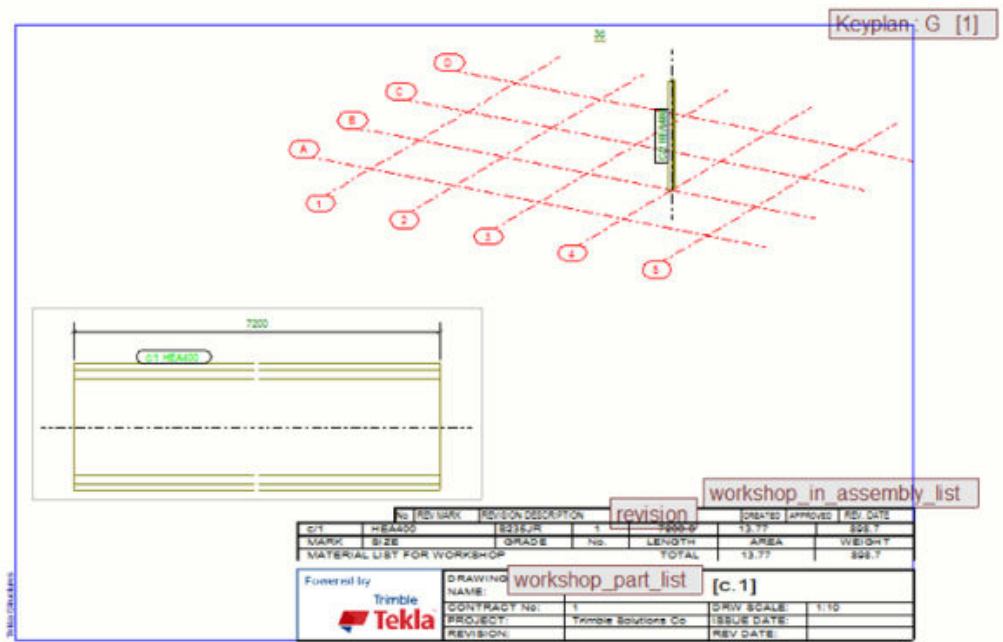 Keyplan : G [1]
D
C
B
A
1
2
3
4
5
7200
c/1 HEA400
workshop_in_assembly_list
No REV MARK REVISION DESCRIPTION CREATED APPROVED REV. DATE
revision
c/1 HEA400 S235JR 1 13.77 898.7
MARK SIZE GRADE No. LENGTH AREA WEIGHT
MATERIAL LIST FOR WORKSHOP TOTAL 13.77 898.7
Powered by
Trimble
Tekla
DRAWING
NAME:
workshop_part_list
[C.1]
CONTRACT No: 1 DRW SCALE: 1:10
PROJECT: Trimble Solutions Co ISSUE DATE:
REVISION: REV DATE:
Tekla Structures